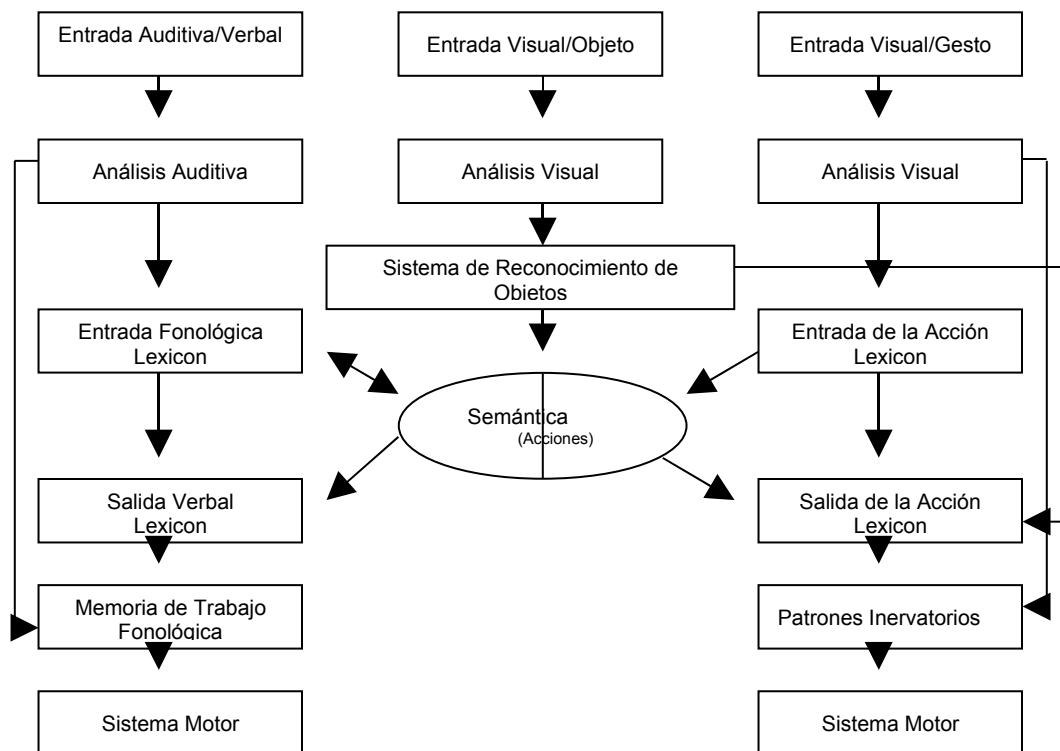 Entrada Auditiva/Verbal
Entrada Visual/Objeto
Entrada Visual/Gesto
Análisis Auditiva
Análisis Visual
Análisis Visual
Sistema de Reconocimiento de
Objetos
Entrada Fonológica
Lexicon
Entrada de la Acción
Lexicon
Semántica
(Acciones)
Salida Verbal
Lexicon
Salida de la Acción
Lexicon
Memoria de Trabajo
Fonológica
Patrones Inervatorios
Sistema Motor
Sistema Motor